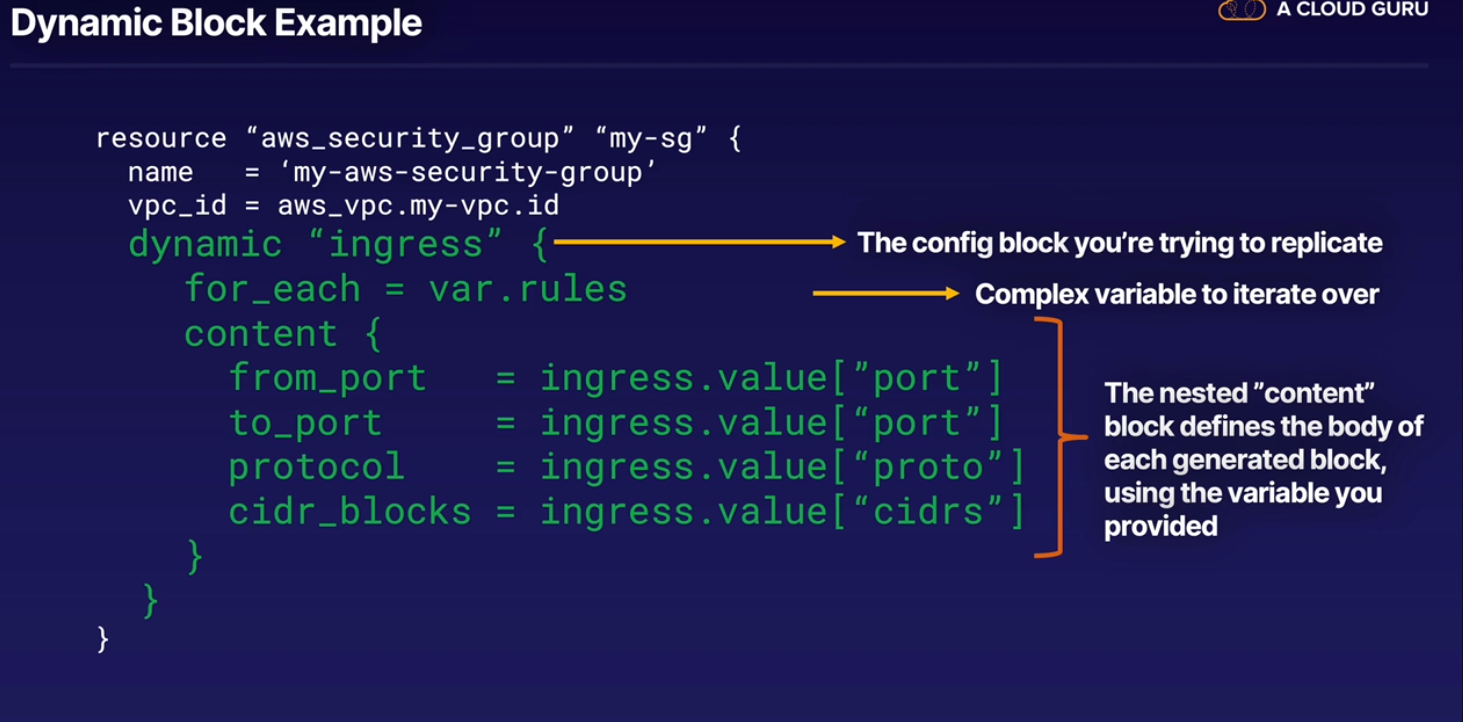 Dynamic Block Example
A CLOUD GURU
resource “aws_security_group” “my-sg” {
name = ‘my-aws-security-group’
vpc_id = aws_vpc.my-vpc.id
dynamic “ingress” {
The config block you’re trying to replicate
for_each = var.rules
Complex variable to iterate over
content {
from_port = ingress.value[”port”]
to_port = ingress.value[“port”]
protocol = ingress.value[“proto”]
cidr_blocks = ingress.value[“cidrs”]
}
}
}
The nested ”content”
block defines the body of
each generated block,
using the variable you
provided